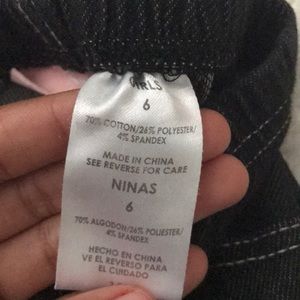 GIRLS
6
70% COTTON/26% POLYESTER/
4% SPANDEX
MADE IN CHINA
SEE REVERSE FOR CARE
NINAS
6
70% ALGODON/26% POLIESTER/
4% SPANDEX
HECHO EN CHINA
VE EL REVERSO PARA
EL CUIDADO